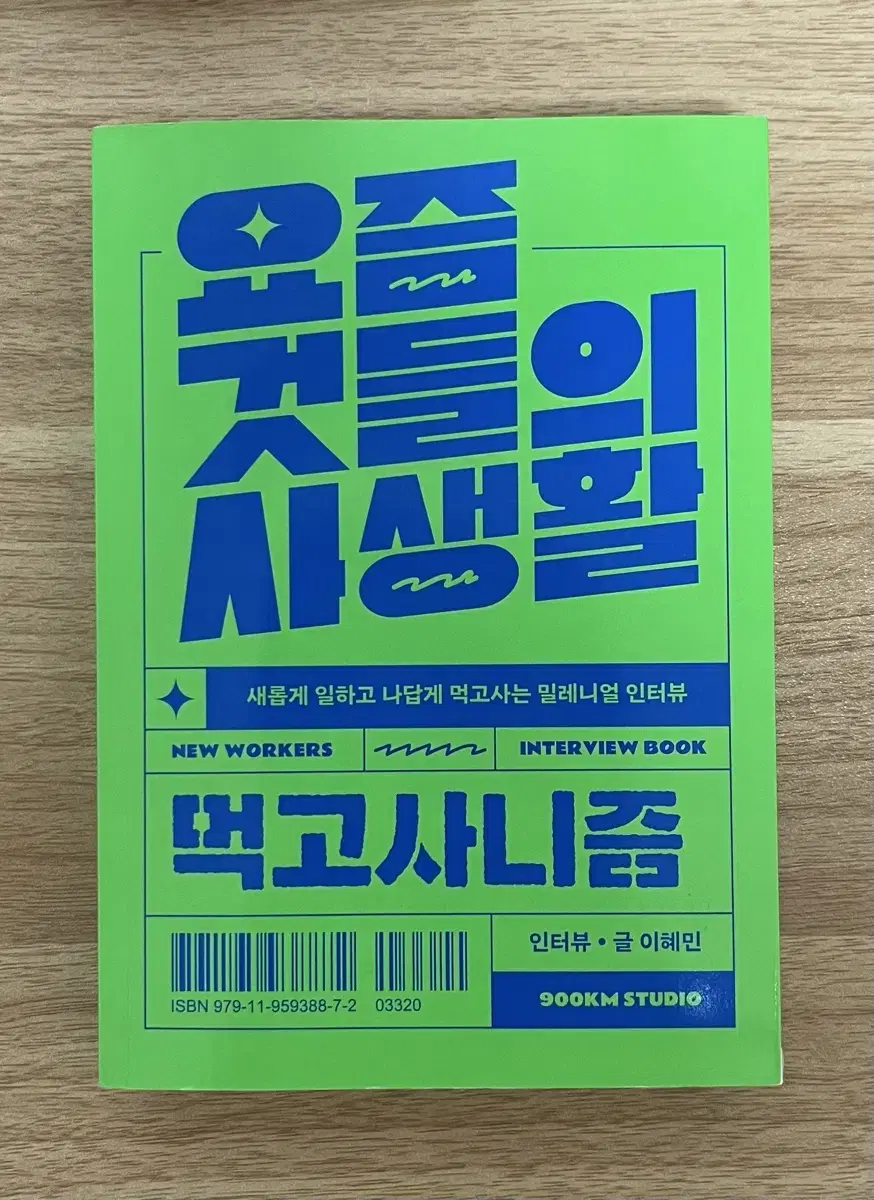 요즘
것들의
사생활
새롭게 일하고 나답게 먹고사는 밀레니얼 인터뷰
NEW WORKERS
INTERVIEW BOOK
먹고사니즘
ISBN 979-11-959388-7-2 03320
인터뷰 • 글 이혜민
900KM STUDIO